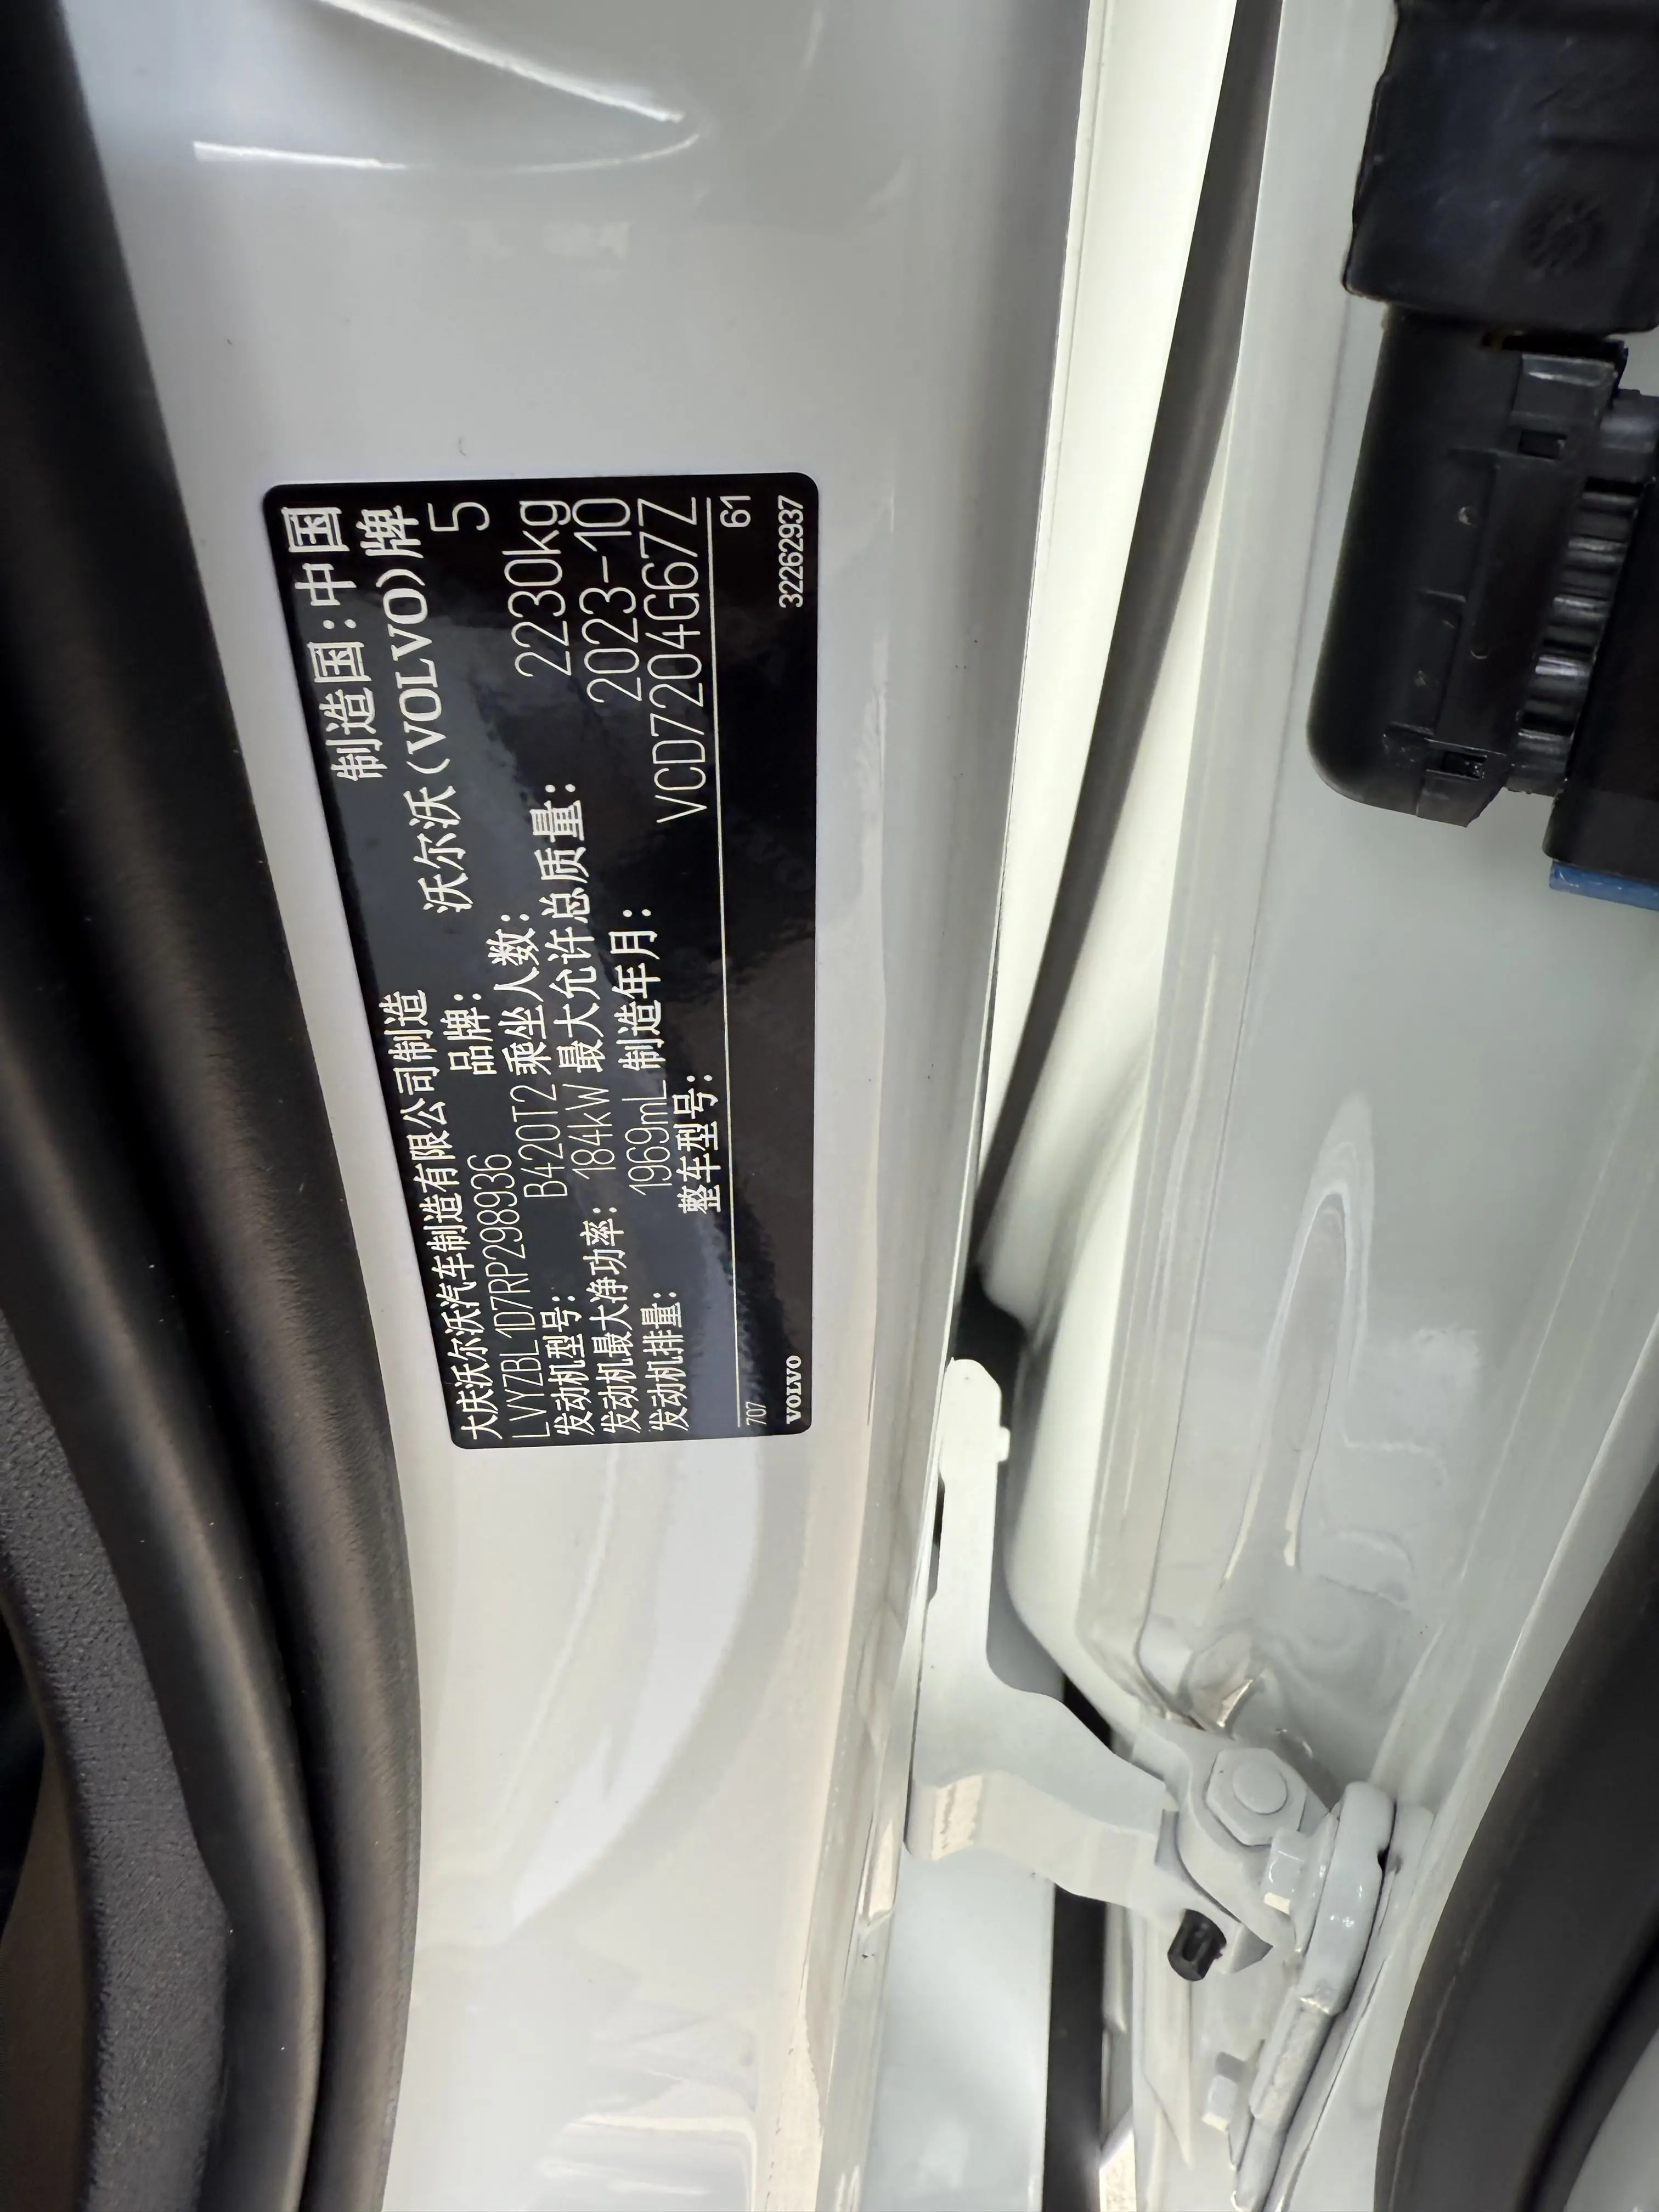 大庆沃尔沃汽车制造有限公司制造 制造国:中国
LVYZBL1D7RP298936 品牌: 沃尔沃(VOLVO)牌
发动机型号: B420T2 乘坐人数: 5
发动机最大净功率: 184kW 最大允许总质量: 2230kg
发动机排量: 1969mL 制造年月: 2023-10
整车型号: VCD7204G67Z
707 61
VOLVO 32262937